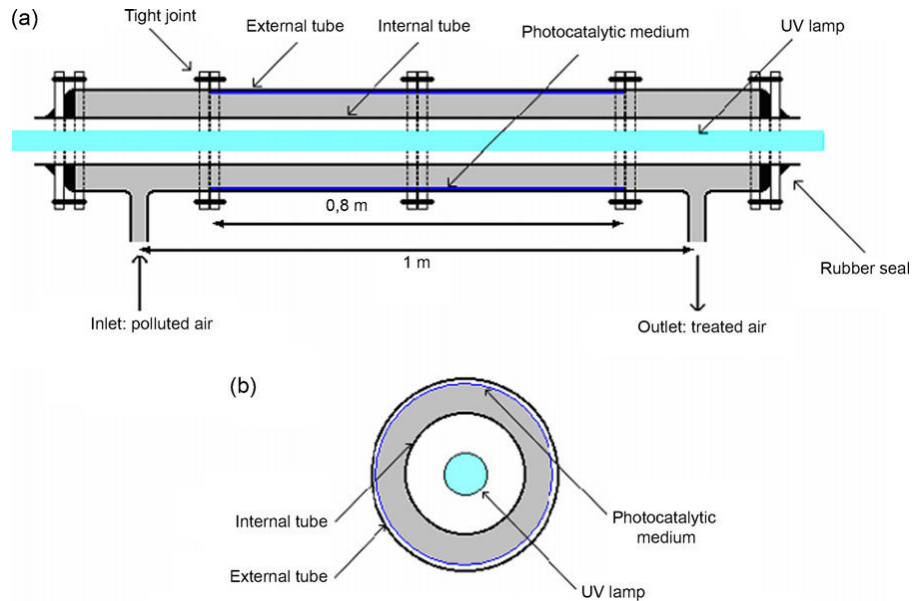 (a)
Tight joint
External tube
Internal tube
Photocatalytic medium
UV lamp
0,8 m
1 m
Rubber seal
Inlet: polluted air
Outlet: treated air
(b)
Internal tube
External tube
Photocatalytic
medium
UV lamp